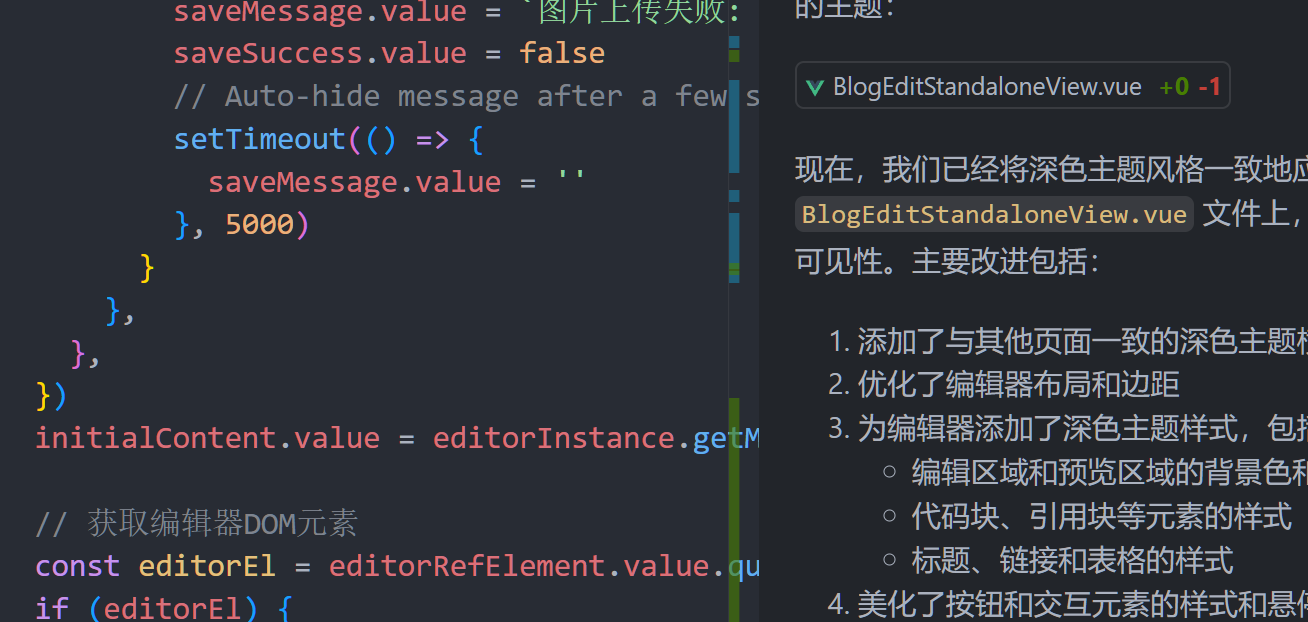 saveMessage.value = `图片上传失败:
saveSuccess.value = false
// Auto-hide message after a few s
setTimeout(() => {
saveMessage.value = ''
}, 5000)
}
},
},
})
initialContent.value = editorInstance.getM
// 获取编辑器DOM元素
const editorEl = editorRefElement.value.qu
if (editorEl) {
的主题：
BlogEditStandaloneView.vue +0 -1
现在，我们已经将深色主题风格一致地应
BlogEditStandaloneView.vue 文件上，
可见性。主要改进包括：
1. 添加了与其他页面一致的深色主题
2. 优化了编辑器布局和边距
3. 为编辑器添加了深色主题样式，包括
○ 编辑区域和预览区域的背景色和
○ 代码块、引用块等元素的样式
○ 标题、链接和表格的样式
4. 美化了按钮和交互元素的样式和悬停